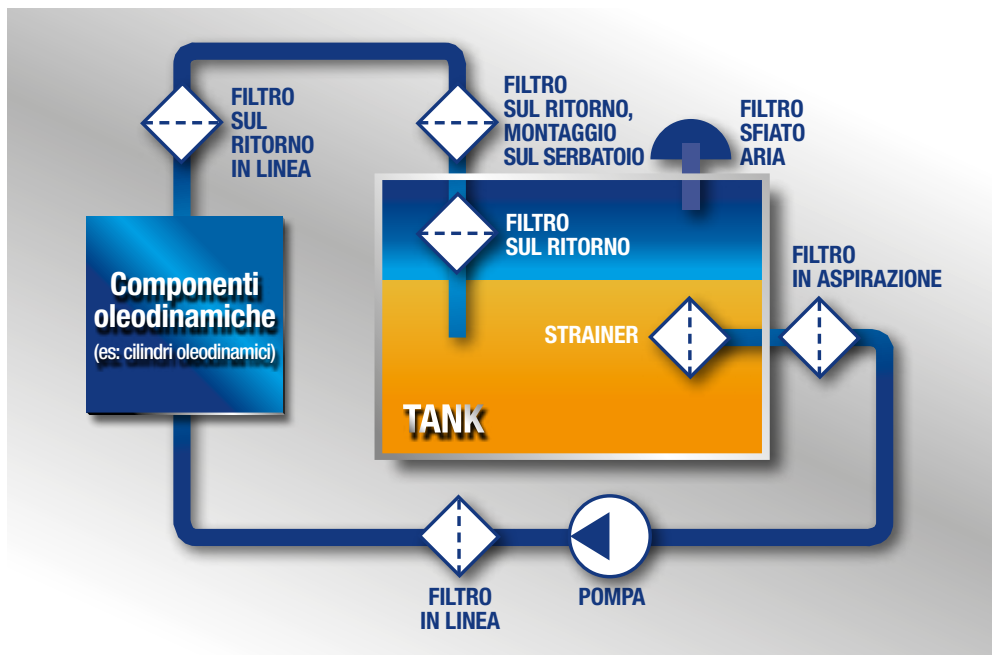 FILTRO
SUL
RITORNO
IN LINEA
FILTRO
SUL RITORNO,
MONTAGGIO
SUL SERBATOIO
FILTRO
SFIATO
ARIA
FILTRO
SUL RITORNO
FILTRO
IN ASPIRAZIONE
Componenti
oleodinamiche
(es: cilindri oleodinamici)
STRAINER
TANK
FILTRO
IN LINEA
POMPA